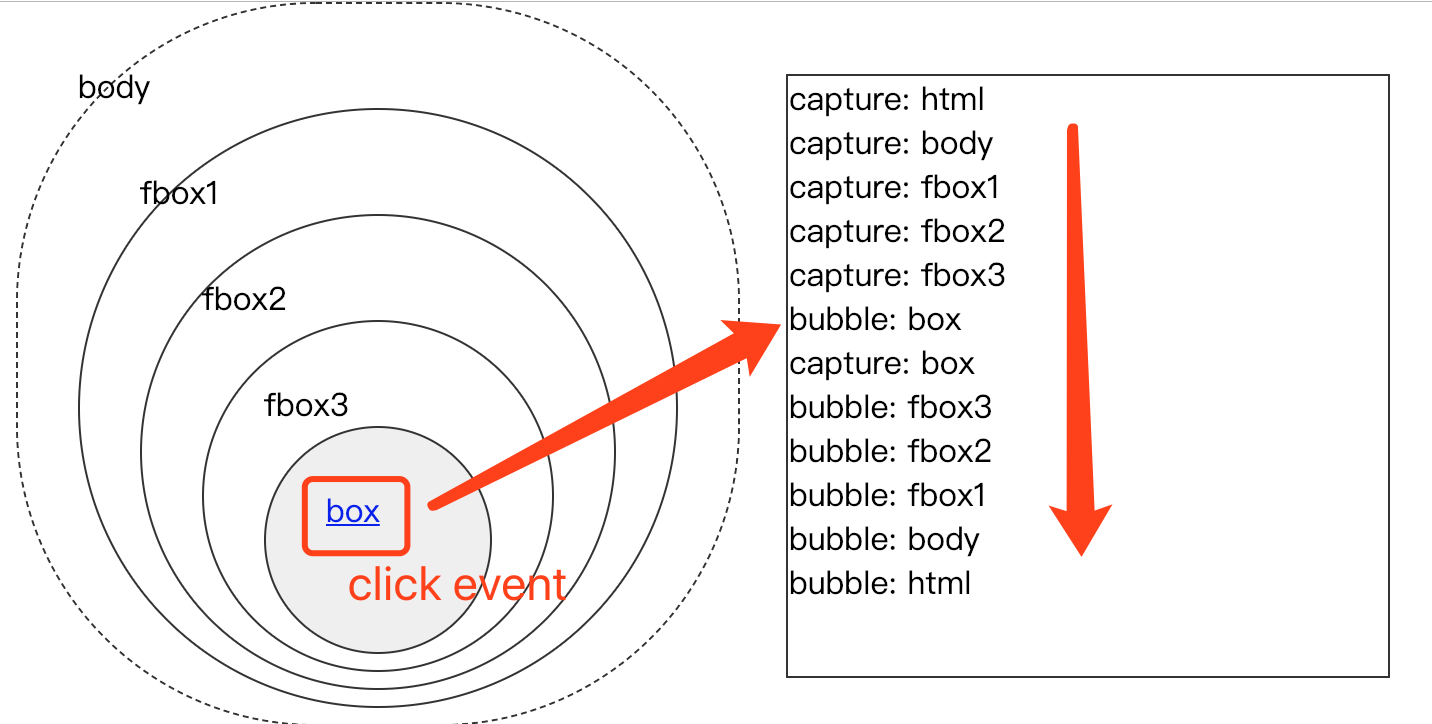 body
fbox1
fbox2
fbox3
box
click event
capture: html
capture: body
capture: fbox1
capture: fbox2
capture: fbox3
bubble: box
capture: box
bubble: fbox3
bubble: fbox2
bubble: fbox1
bubble: body
bubble: html